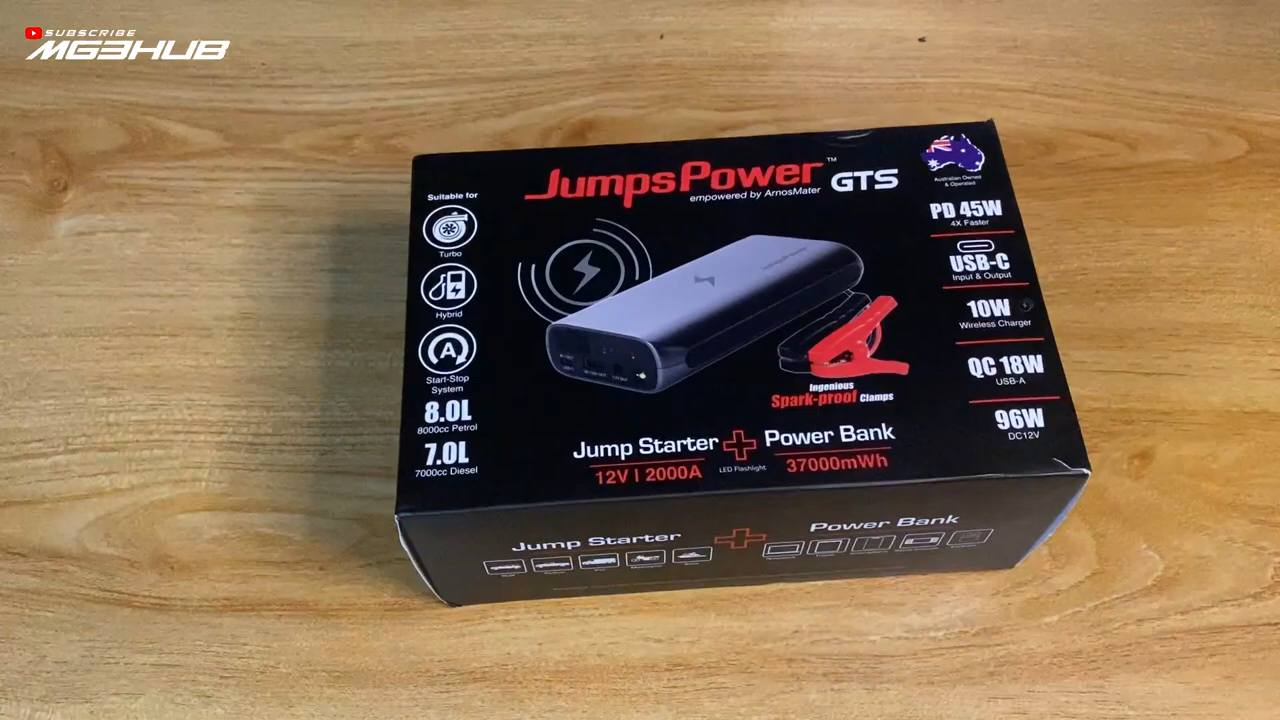 SUBSCRIBE
MG3HUB
JumpsPower™ GTS
empowered by ArnosMater
Australian Owned
& Operated
Suitable for
Turbo
Hybrid
A
Start-Stop
System
8.0L
8000cc Petrol
7.0L
7000cc Diesel
PD 45W
4X Faster
USB-C
Input & Output
10W
Wireless Charger
QC 18W
USB-A
96W
DC12V
Ingenious
Spark-proof Clamps
Jump Starter + Power Bank
12V | 2000A
LED Flashlight
37000mWh
Jump Starter + Power Bank